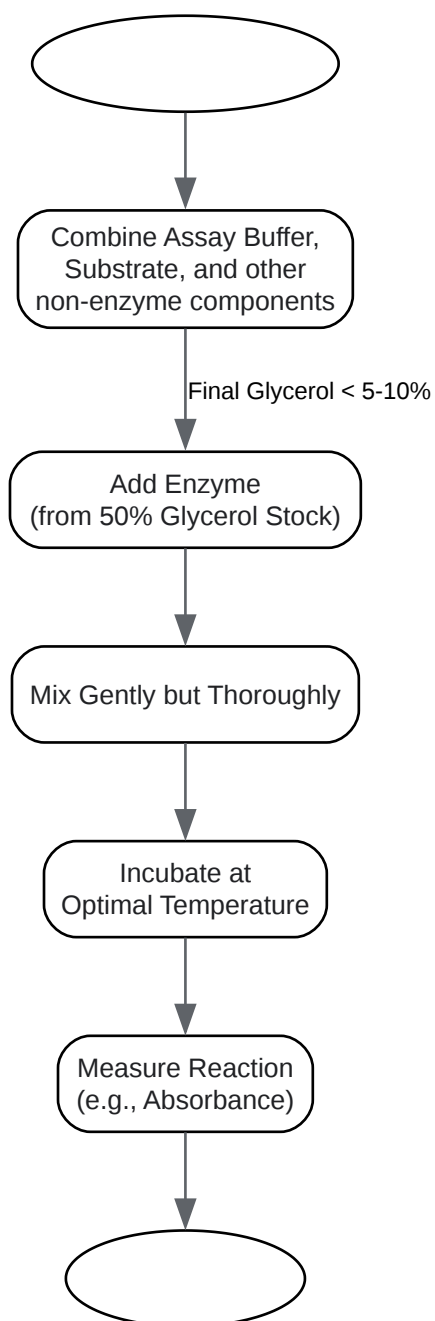 Combine Assay Buffer,
Substrate, and other
non-enzyme components
Final Glycerol < 5-10%
Add Enzyme
(from 50% Glycerol Stock)
Mix Gently but Thoroughly
Incubate at
Optimal Temperature
Measure Reaction
(e.g., Absorbance)